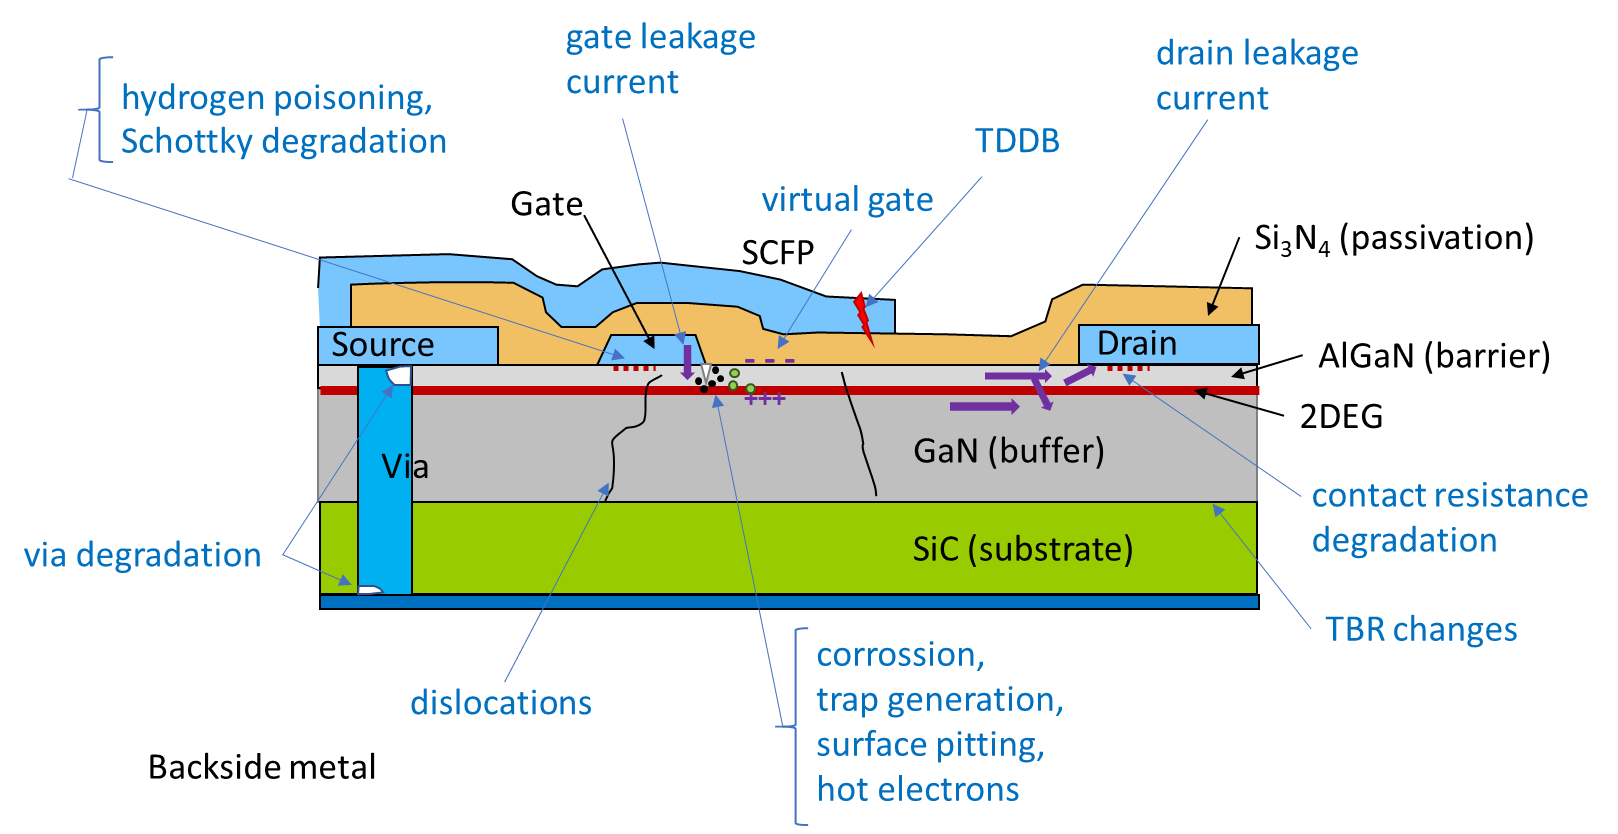 gate leakage
current
drain leakage
current
hydrogen poisoning,
Schottky degradation
TDDB
virtual gate
Gate
SCFP
Si3N4 (passivation)
Source
Drain
AlGaN (barrier)
2DEG
GaN (buffer)
Via
contact resistance
degradation
via degradation
SiC (substrate)
TBR changes
dislocations
corrossion,
trap generation,
surface pitting,
hot electrons
Backside metal
- - -
+++